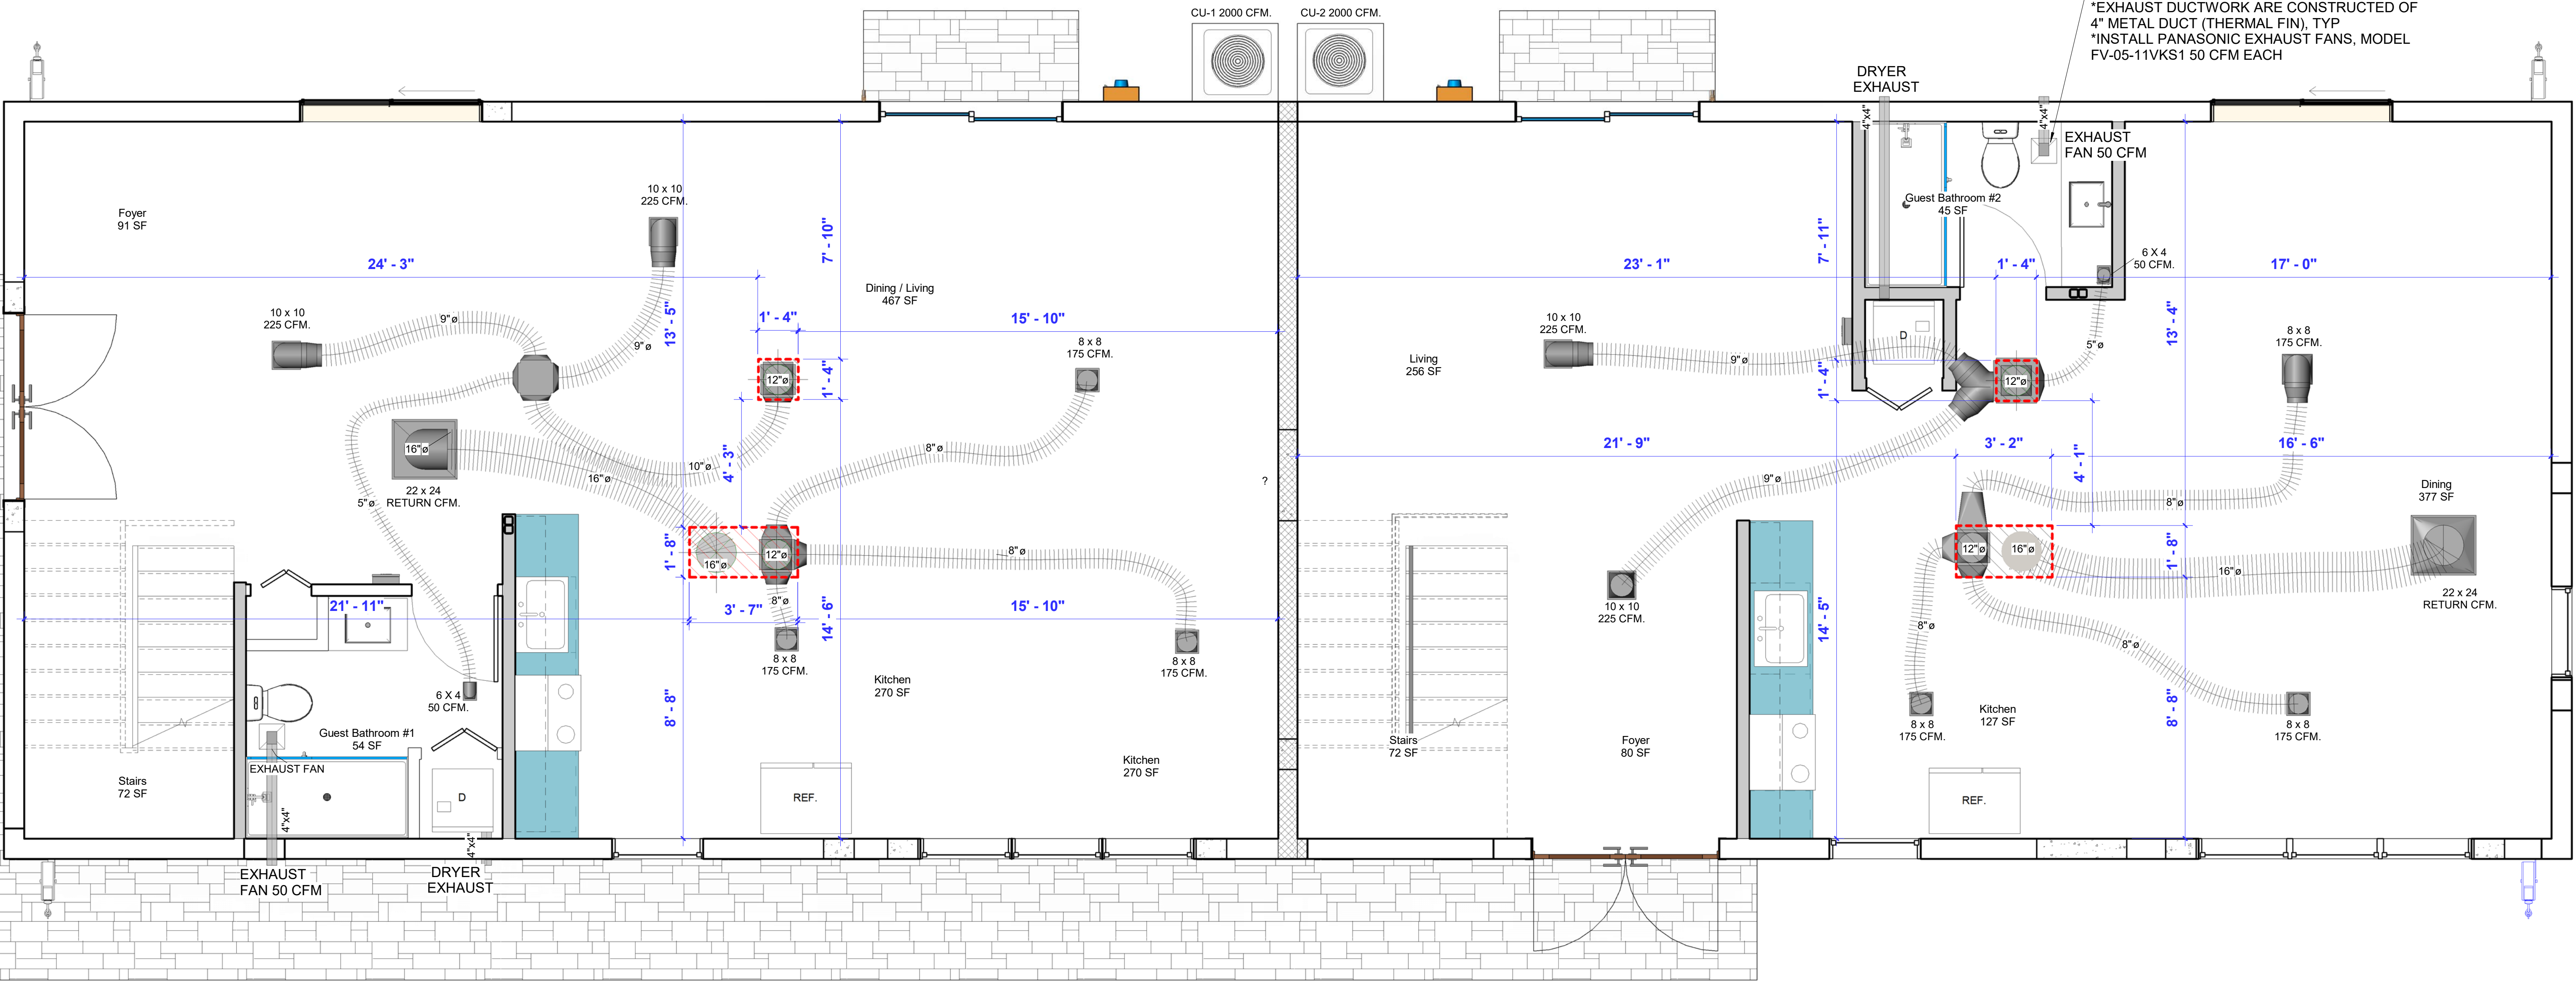 CU-1 2000 CFM.
CU-2 2000 CFM.
*EXHAUST DUCTWORK ARE CONSTRUCTED OF
4" METAL DUCT (THERMAL FIN), TYP
*INSTALL PANASONIC EXHAUST FANS, MODEL
FV-05-11VKS1 50 CFM EACH
DRYER
EXHAUST
4"x4"
4"x4"
EXHAUST
FAN 50 CFM
Foyer
91 SF
10 x 10
225 CFM.
7' - 10"
24' - 3"
Dining / Living
467 SF
10 x 10
225 CFM.
9"ø
9"ø
13' - 5"
1' - 4"
15' - 10"
8 x 8
175 CFM.
12"ø
1' - 4"
16"ø
10"ø
16"ø
4' - 3"
8"ø
22 x 24
RETURN CFM.
5"ø
?
1' - 8"
16"ø
12"ø
8"ø
8"ø
21' - 11"
3' - 7"
14' - 6"
15' - 10"
8 x 8
175 CFM.
8 x 8
175 CFM.
6 X 4
50 CFM.
8' - 8"
Kitchen
270 SF
Guest Bathroom #1
54 SF
EXHAUST FAN
Stairs
72 SF
D
REF.
Kitchen
270 SF
4"x4"
4"x4"
EXHAUST
FAN 50 CFM
DRYER
EXHAUST
Guest Bathroom #2
45 SF
7' - 11"
23' - 1"
1' - 4"
6 X 4
50 CFM.
17' - 0"
10 x 10
225 CFM.
Living
256 SF
9"ø
D
1' - 4"
12"ø
5"ø
13' - 4"
8 x 8
175 CFM.
21' - 9"
3' - 2"
4' - 1"
16' - 6"
9"ø
8"ø
Dining
377 SF
12"ø
16"ø
1' - 8"
16"ø
22 x 24
RETURN CFM.
10 x 10
225 CFM.
14' - 5"
8"ø
8"ø
8' - 8"
8 x 8
175 CFM.
Kitchen
127 SF
8 x 8
175 CFM.
Stairs
72 SF
Foyer
80 SF
REF.